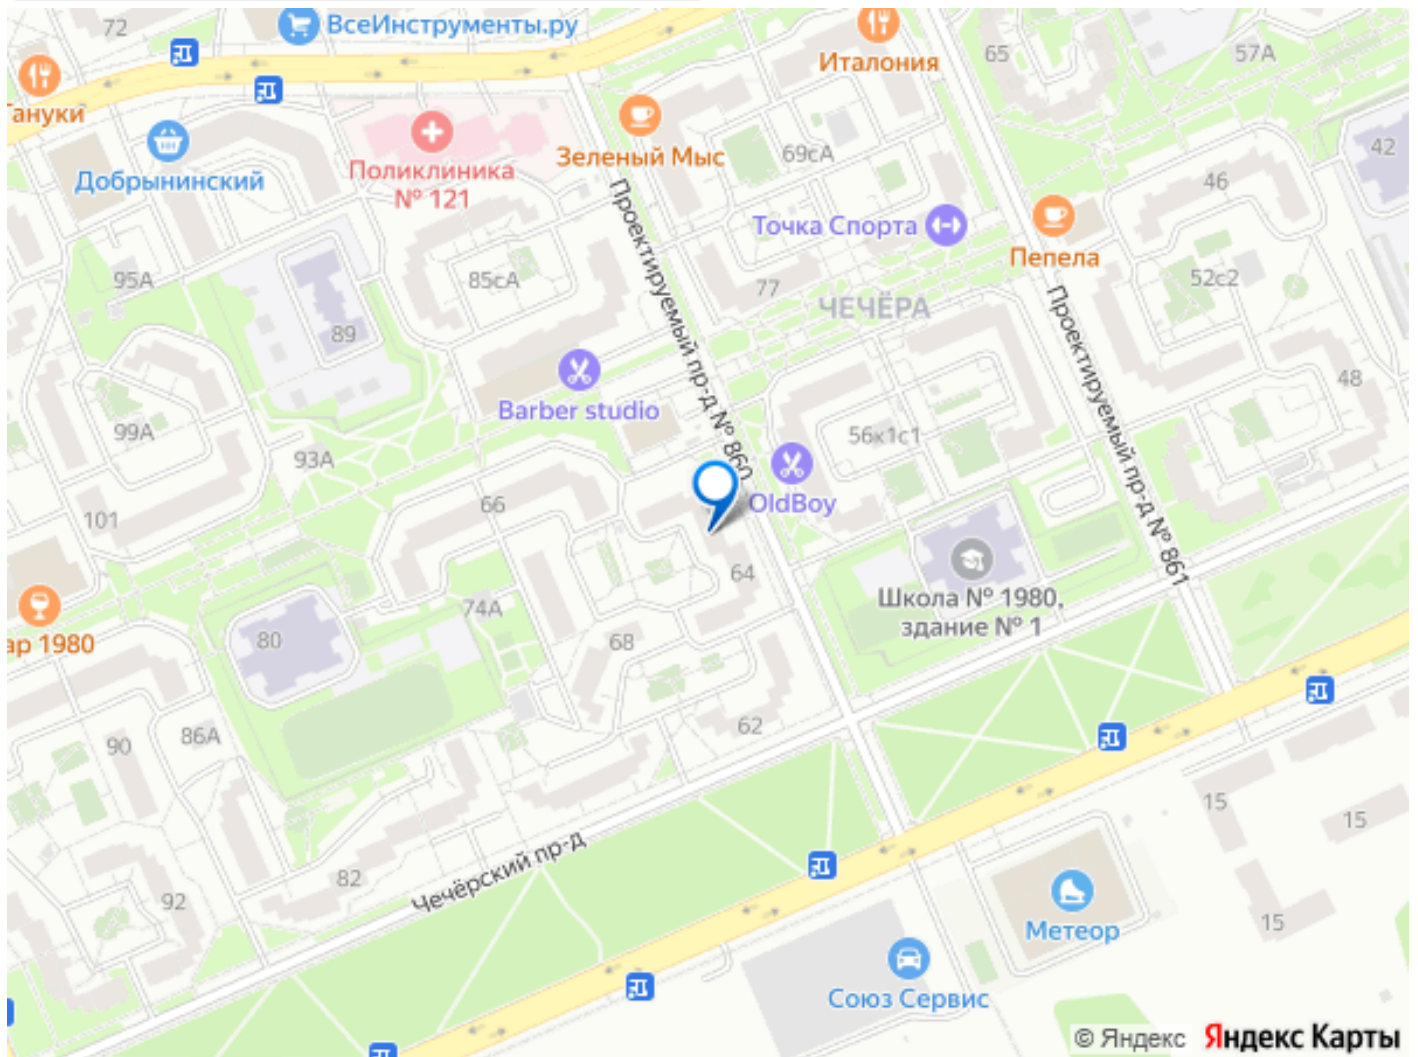 72
ВсеИнструменты.ру
Италония
65
57А
ануки
Добрынинский
Поликлиника
№ 121
Зеленый Мыс
69сА
42
46
Точка Спорта
Пепела
Проектируемый пр-д № 860
95А
85сА
77
52с2
ЧЕЧЁРА
89
Проектируемый пр-д № 861
48
Barber studio
99А
93А
56к1с1
66
OldBoy
101
64
74А
Школа № 1980,
здание № 1
ар 1980
80
68
62
90
86А
15
15
Чечёрский пр-д
82
92
Метеор
15
Союз Сервис
© Яндекс Яндекс Карты